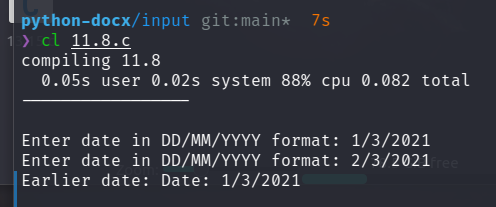 python-docx/input git:main* 7s
❯ cl 11.8.c
compiling 11.8
0.05s user 0.02s system 88% cpu 0.082 total
-----------------
Enter date in DD/MM/YYYY format: 1/3/2021
Enter date in DD/MM/YYYY format: 2/3/2021
Earlier date: Date: 1/3/2021